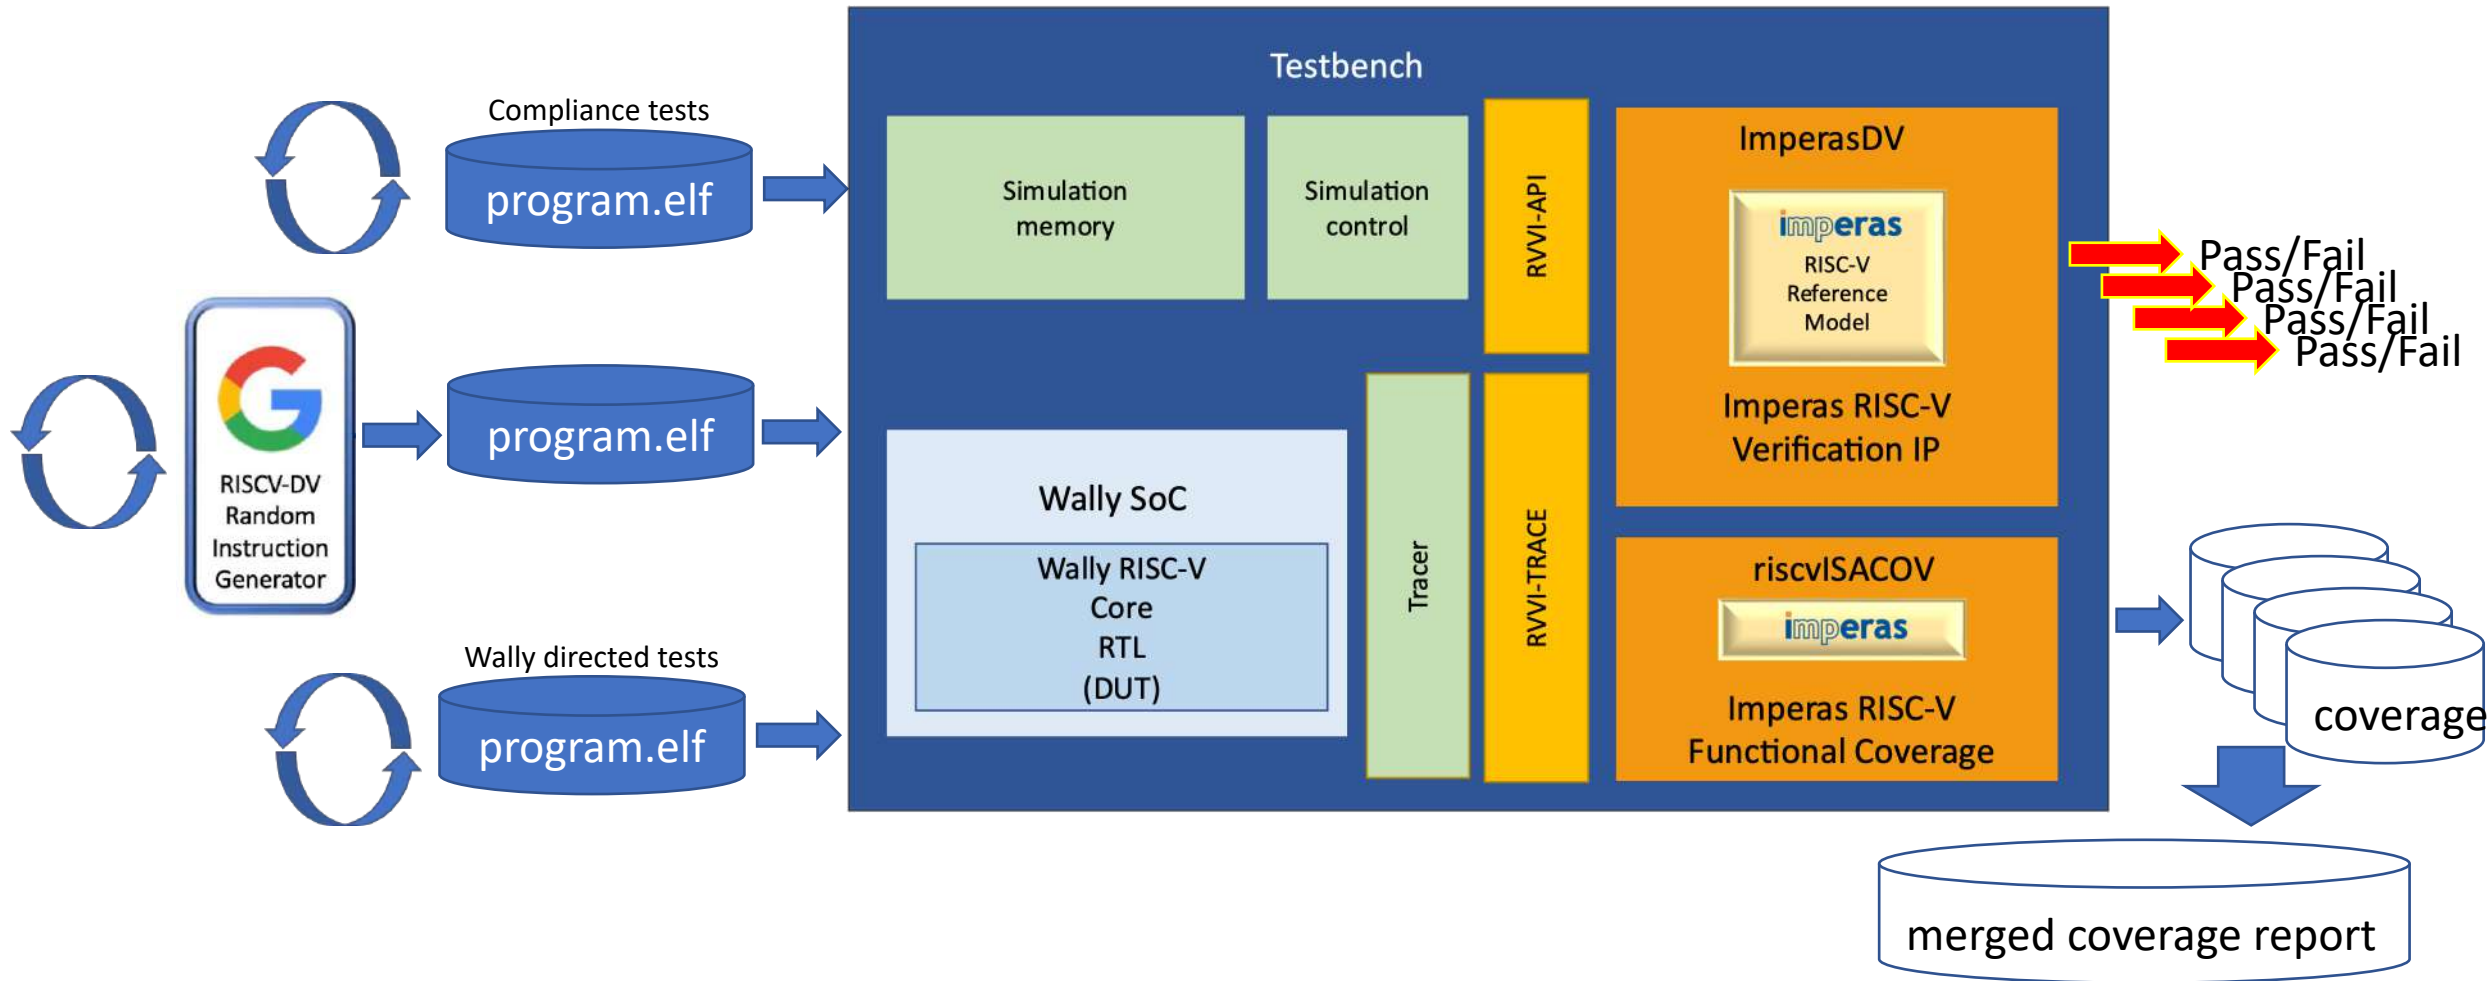 Testbench
Compliance tests
program.elf
RISCV-DV
Random
Instruction
Generator
program.elf
Wally directed tests
program.elf
Simulation
memory
Simulation
control
RVVI-API
ImperasDV
imperas
RISC-V
Reference
Model
Imperas RISC-V
Verification IP
Wally SoC
Wally RISC-V
Core
RTL
(DUT)
Tracer
RVVI-TRACE
riscvISACOV
imperas
Imperas RISC-V
Functional Coverage
Pass/Fail
Pass/Fail
Pass/Fail
Pass/Fail
coverage
merged coverage report